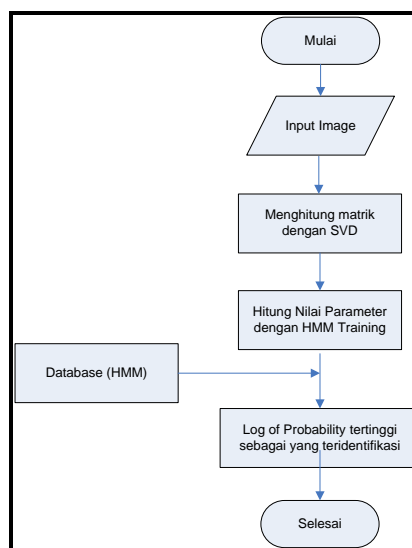 Mulai
Input Image
Menghitung matrik
dengan SVD
Hitung Nilai Parameter
dengan HMM Training
Database (HMM)
Log of Probability tertinggi
sebagai yang teridentifikasi
Selesai